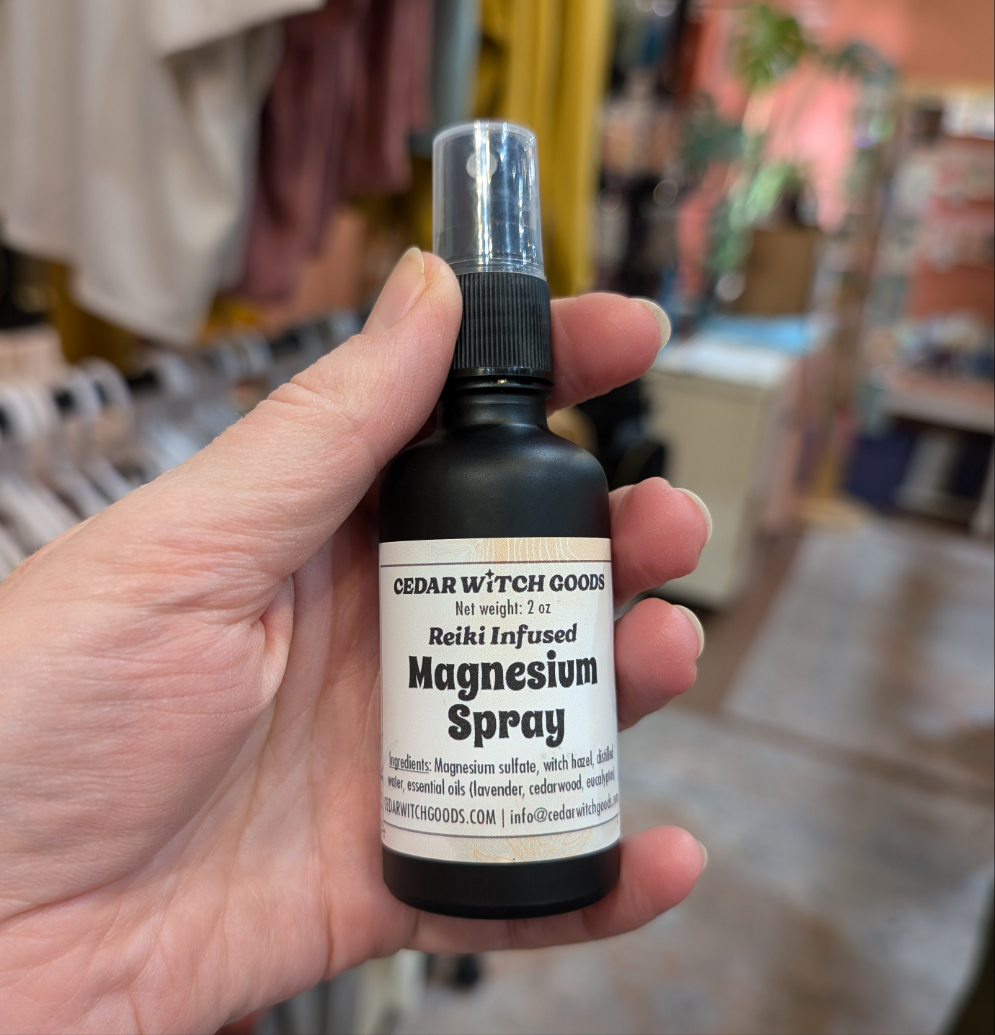 CEDAR WiTCH GOODS
Net weight: 2 oz
Reiki Infused
Magnesium
Spray
Ingredients: Magnesium sulfate, witch hazel, distilled
water, essential oils (lavender, cedarwood, eucalyptus)
CEDARWITCHGOODS.COM | info@cedarwitchgoods.com